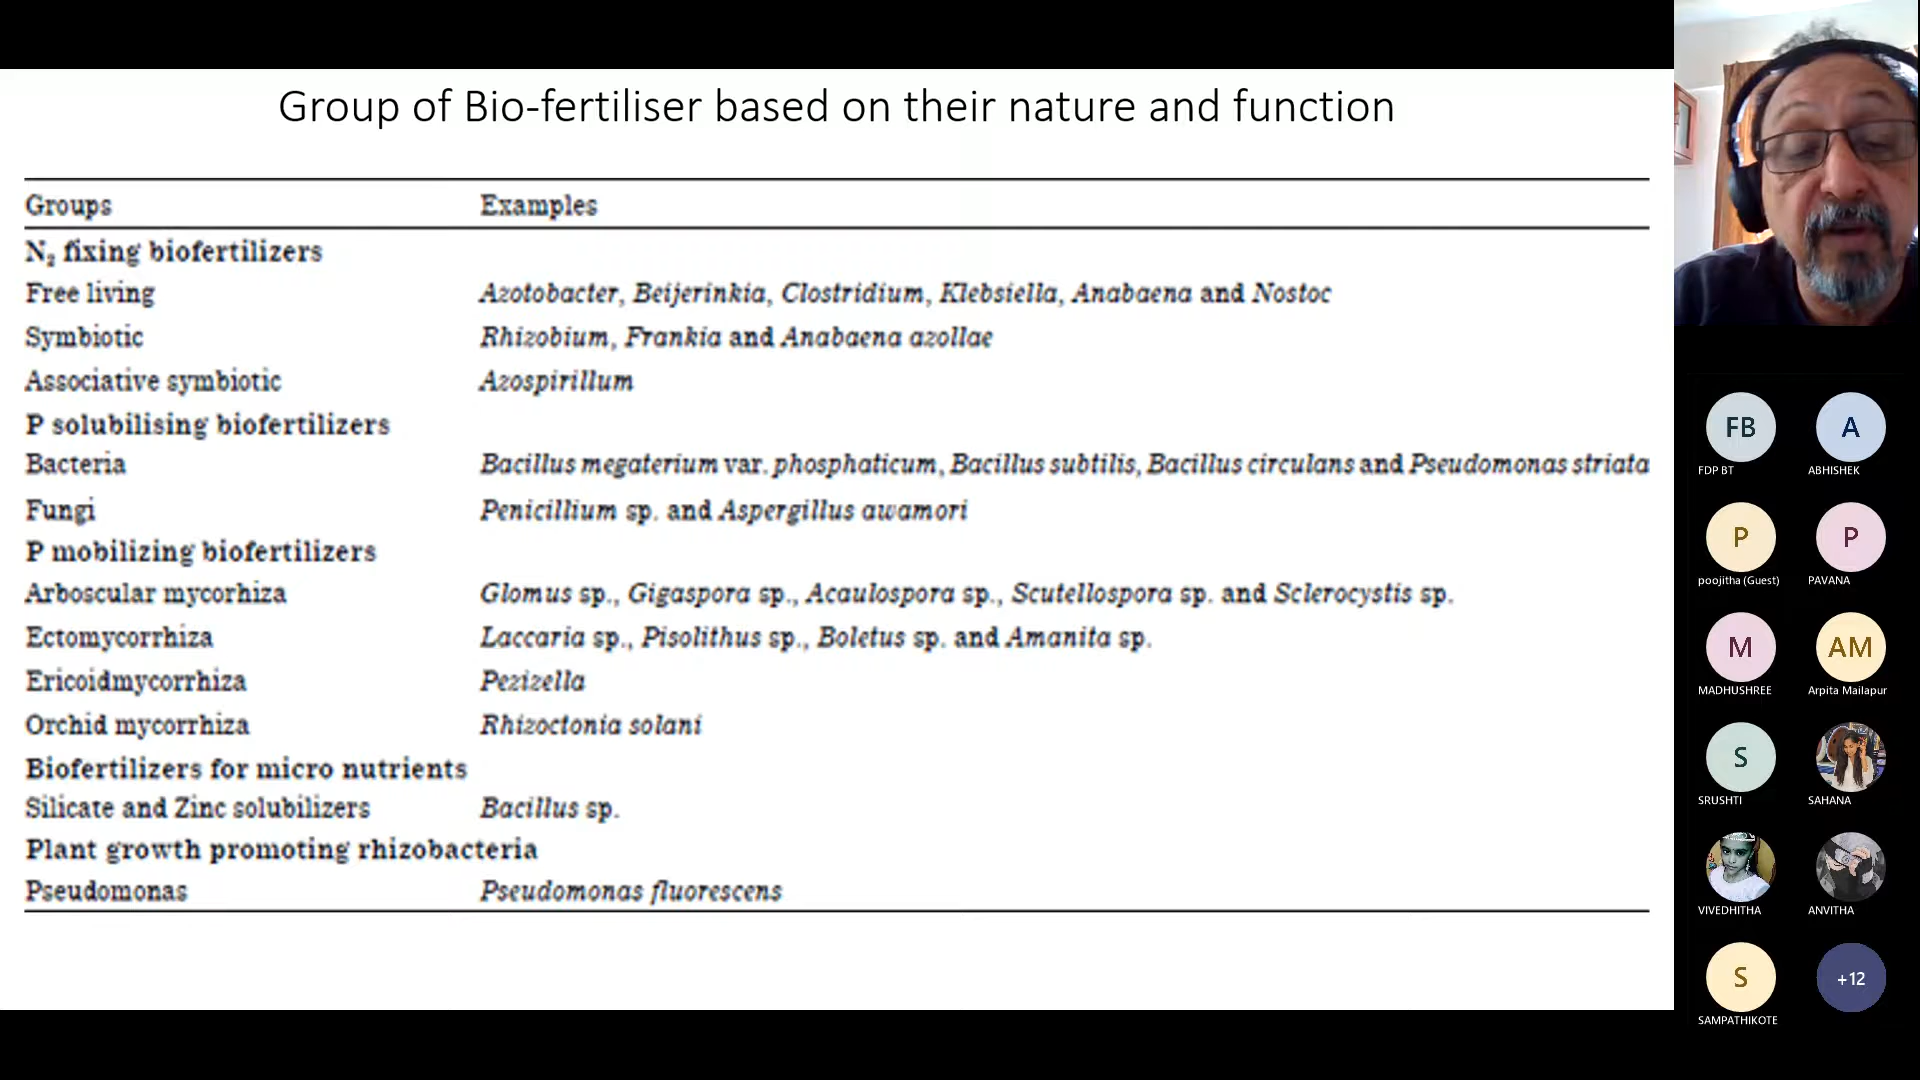 Group of Bio-fertiliser based on their nature and function
Groups Examples
N₂ fixing biofertilizers
Free living Azotobacter, Beijerinkia, Clostridium, Klebsiella, Anabaena and Nostoc
Symbiotic Rhizobium, Frankia and Anabaena azollae
Associative symbiotic Azospirillum
P solubilising biofertilizers
Bacteria Bacillus megaterium var. phosphaticum, Bacillus subtilis, Bacillus circulans and Pseudomonas striata
Fungi Penicillium sp. and Aspergillus awamori
P mobilizing biofertilizers
Arboscular mycorhiza Glomus sp., Gigaspora sp., Acaulospora sp., Scutellospora sp. and Sclerocystis sp.
Ectomycorrhiza Laccaria sp., Pisolithus sp., Boletus sp. and Amanita sp.
Ericoidmycorrhiza Pezizella
Orchid mycorrhiza Rhizoctonia solani
Biofertilizers for micro nutrients
Silicate and Zinc solubilizers Bacillus sp.
Plant growth promoting rhizobacteria
Pseudomonas Pseudomonas fluorescens
FB A
FDP BT ABHISHEK
P P
poojitha (Guest) PAVANA
M AM
MADHUSHREE Arpita Mailapur
S
SRUSHTI SAHANA
VIVEDHITHA ANVITHA
S +12
SAMPATHIKOTE